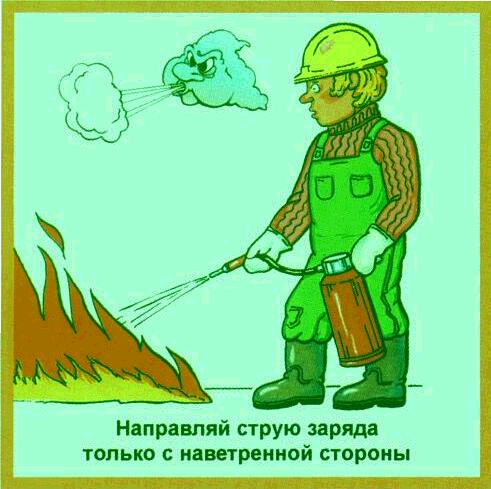 Направляй струю заряда
только с наветренной стороны